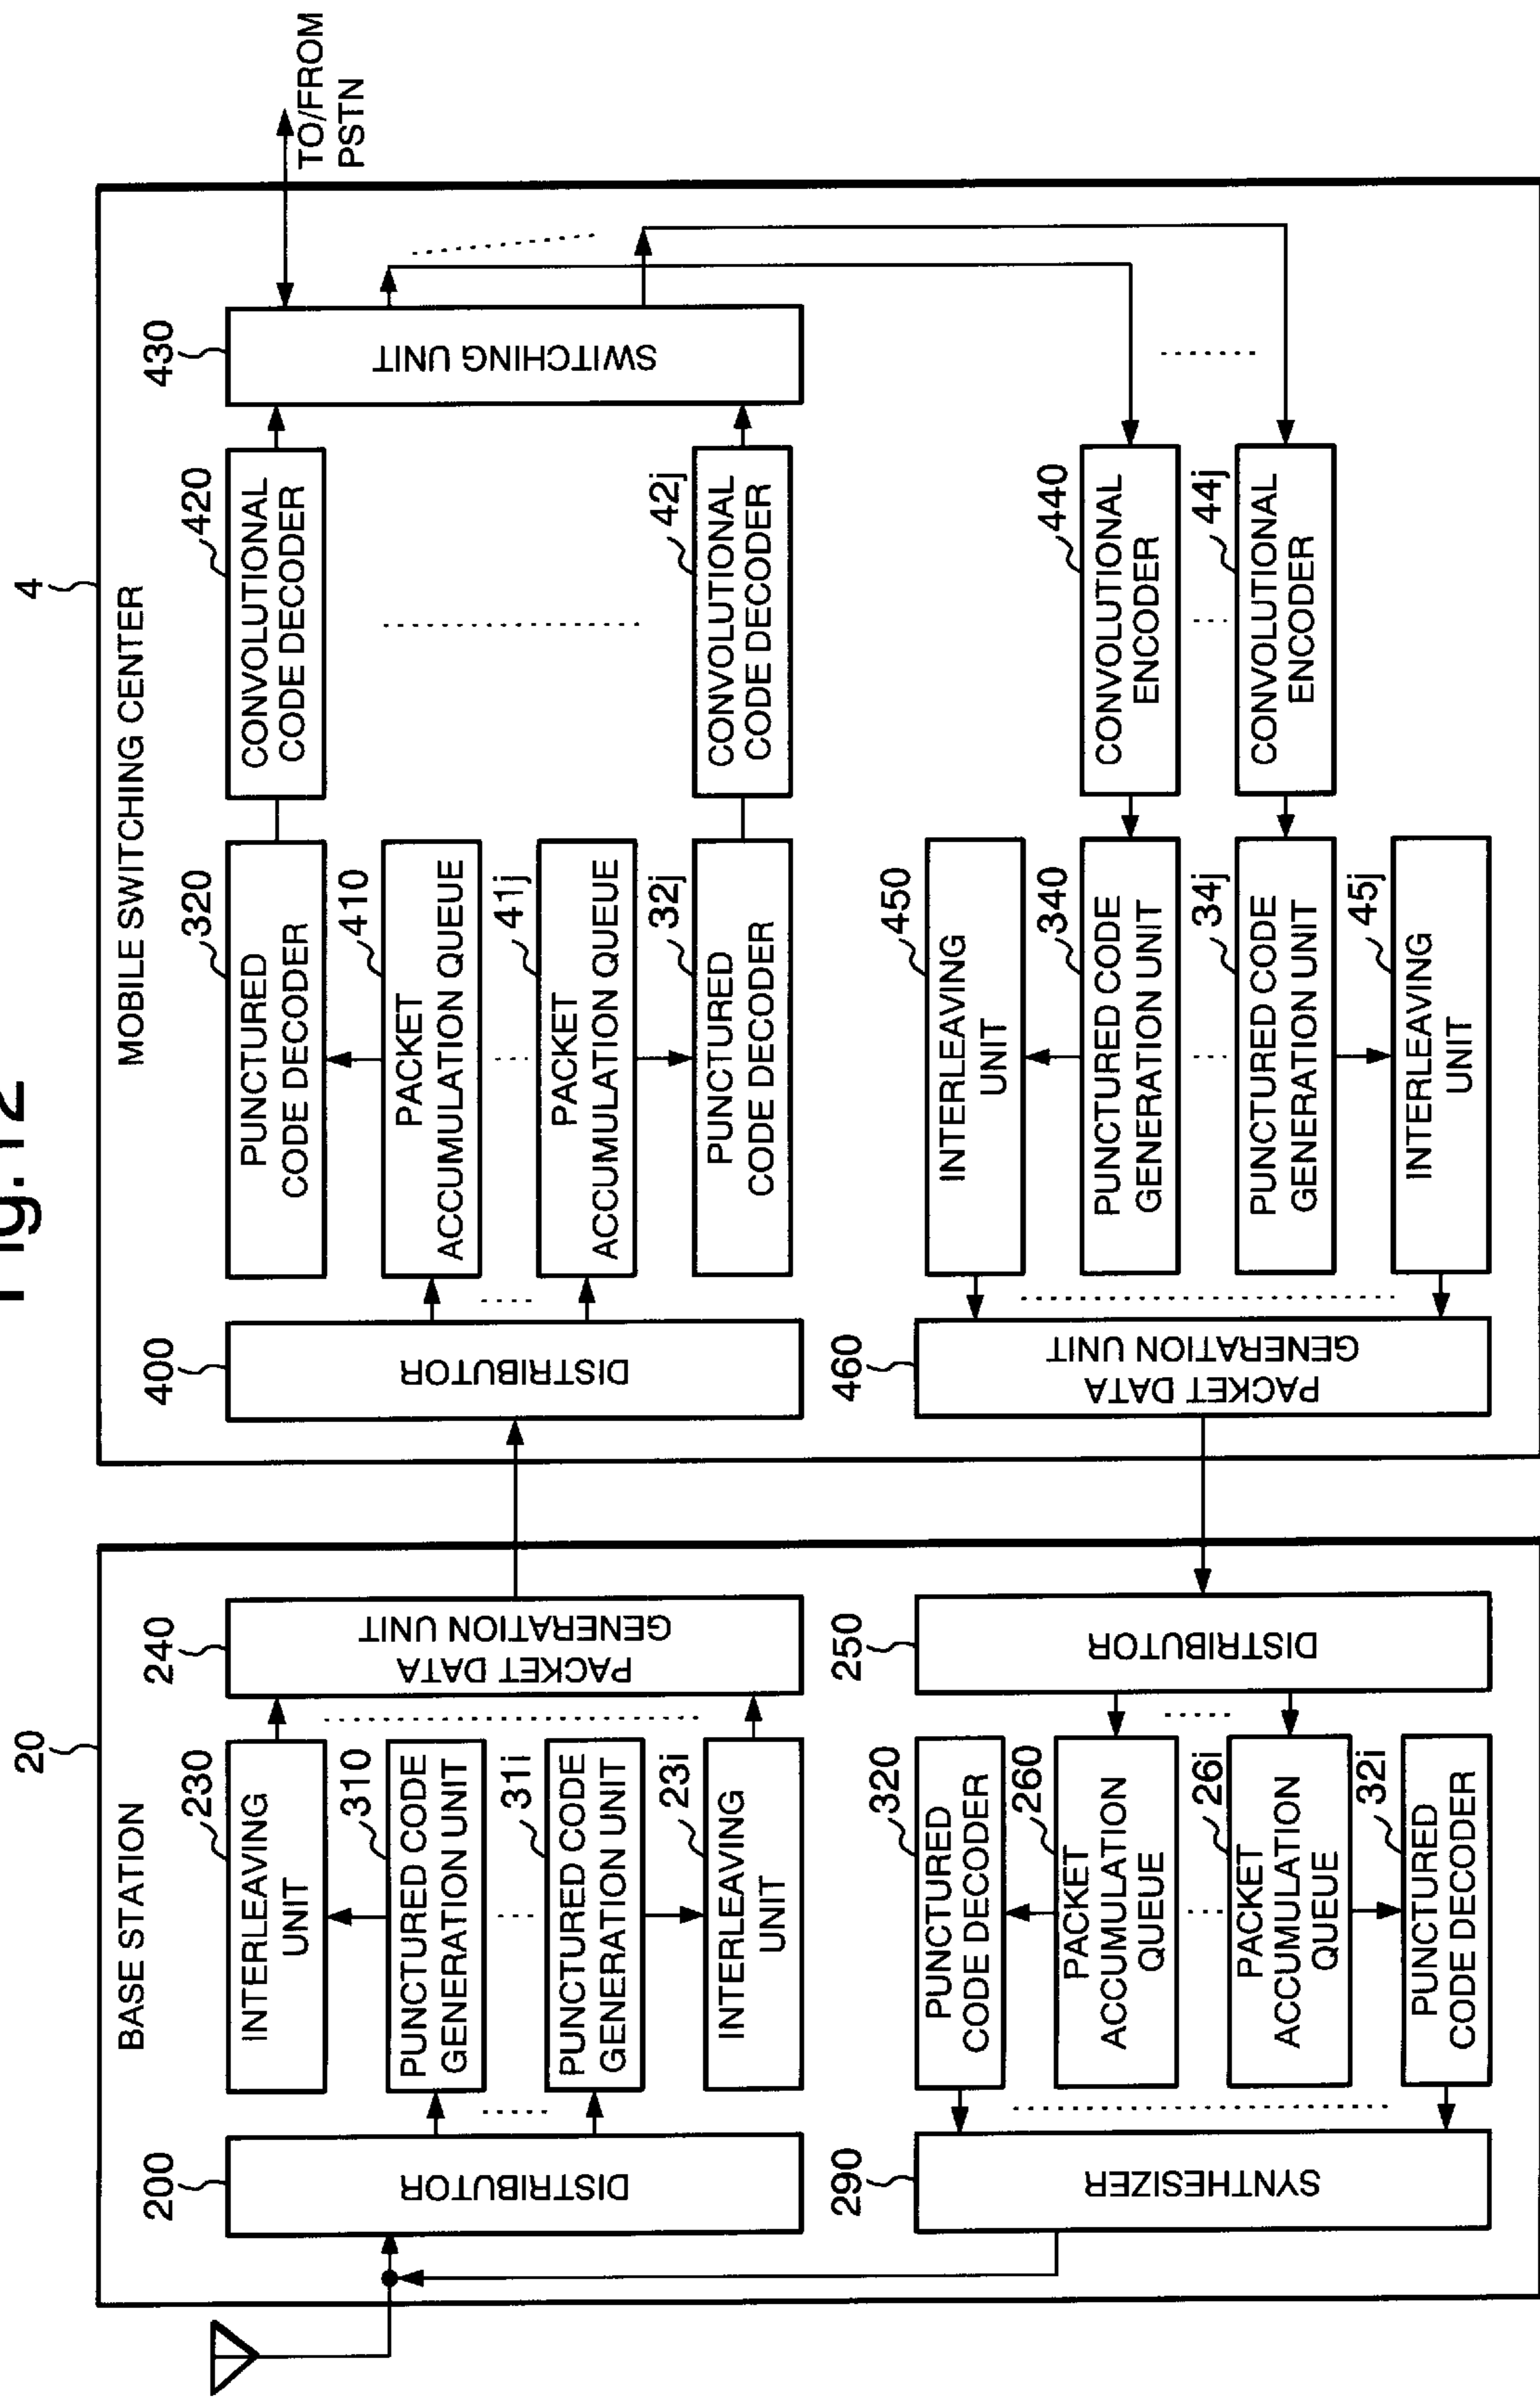 Fig.12
20
BASE STATION
200
DISTRIBUTOR
230
INTERLEAVING
UNIT
310
PUNCTURED CODE
GENERATION UNIT
31i
PUNCTURED CODE
GENERATION UNIT
23i
INTERLEAVING
UNIT
240
PACKET DATA
GENERATION UNIT
290
SYNTHESIZER
320
PUNCTURED
CODE DECODER
260
PACKET
ACCUMULATION
QUEUE
26i
PACKET
ACCUMULATION
QUEUE
32i
PUNCTURED
CODE DECODER
250
DISTRIBUTOR
4
MOBILE SWITCHING CENTER
400
DISTRIBUTOR
320
PUNCTURED
CODE DECODER
410
PACKET
ACCUMULATION QUEUE
41j
PACKET
ACCUMULATION QUEUE
32j
PUNCTURED
CODE DECODER
420
CONVOLUTIONAL
CODE DECODER
42j
CONVOLUTIONAL
CODE DECODER
430
SWITCHING UNIT
TO/FROM
PSTN
460
PACKET DATA
GENERATION UNIT
450
INTERLEAVING
UNIT
340
PUNCTURED CODE
GENERATION UNIT
34j
PUNCTURED CODE
GENERATION UNIT
45j
INTERLEAVING
UNIT
440
CONVOLUTIONAL
ENCODER
44j
CONVOLUTIONAL
ENCODER